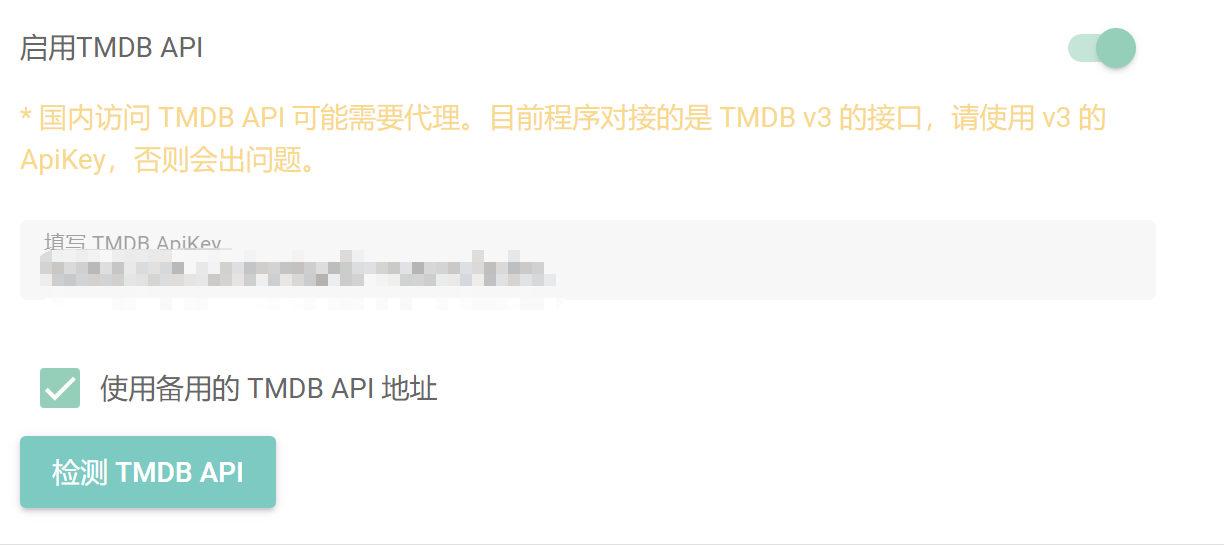 启用TMDB API
* 国内访问 TMDB API 可能需要代理。目前程序对接的是 TMDB v3 的接口，请使用 v3 的
ApiKey，否则会出问题。
填写 TMDB ApiKey
使用备用的 TMDB API 地址
检测 TMDB API